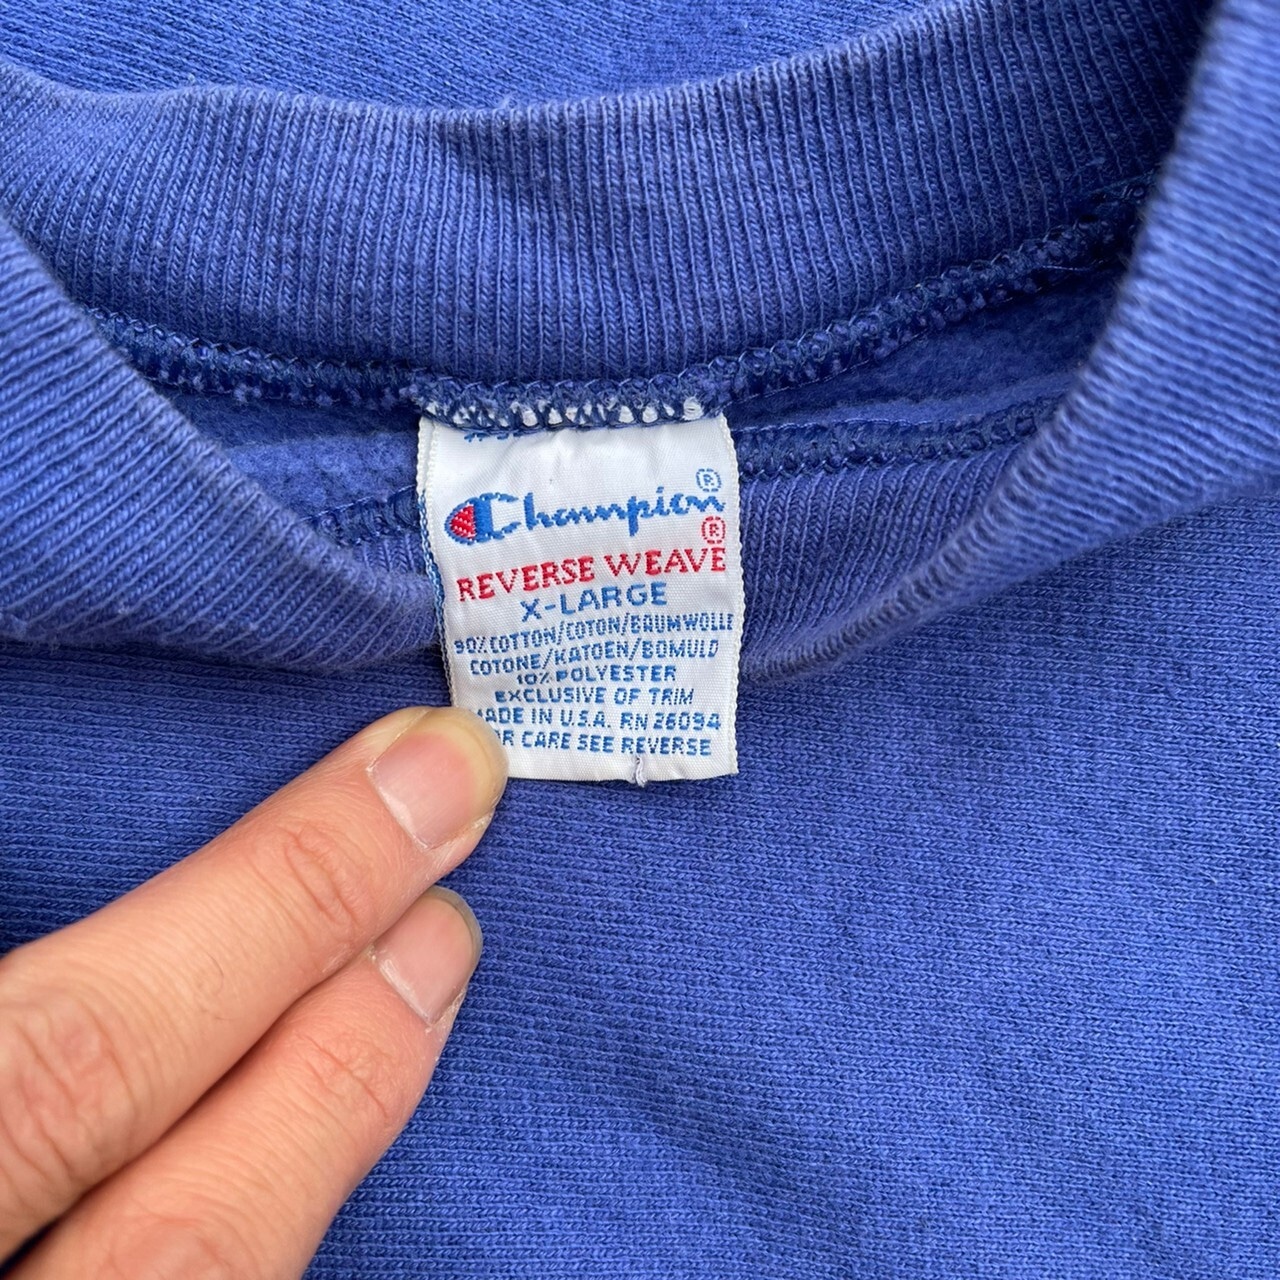 Champion®
®
REVERSE WEAVE
X-LARGE
90% COTTON/COTON/BAUMWOLLE
COTONE/KATOEN/BOMULD
10% POLYESTER
EXCLUSIVE OF TRIM
MADE IN U.S.A. RN 26094
OR CARE SEE REVERSE